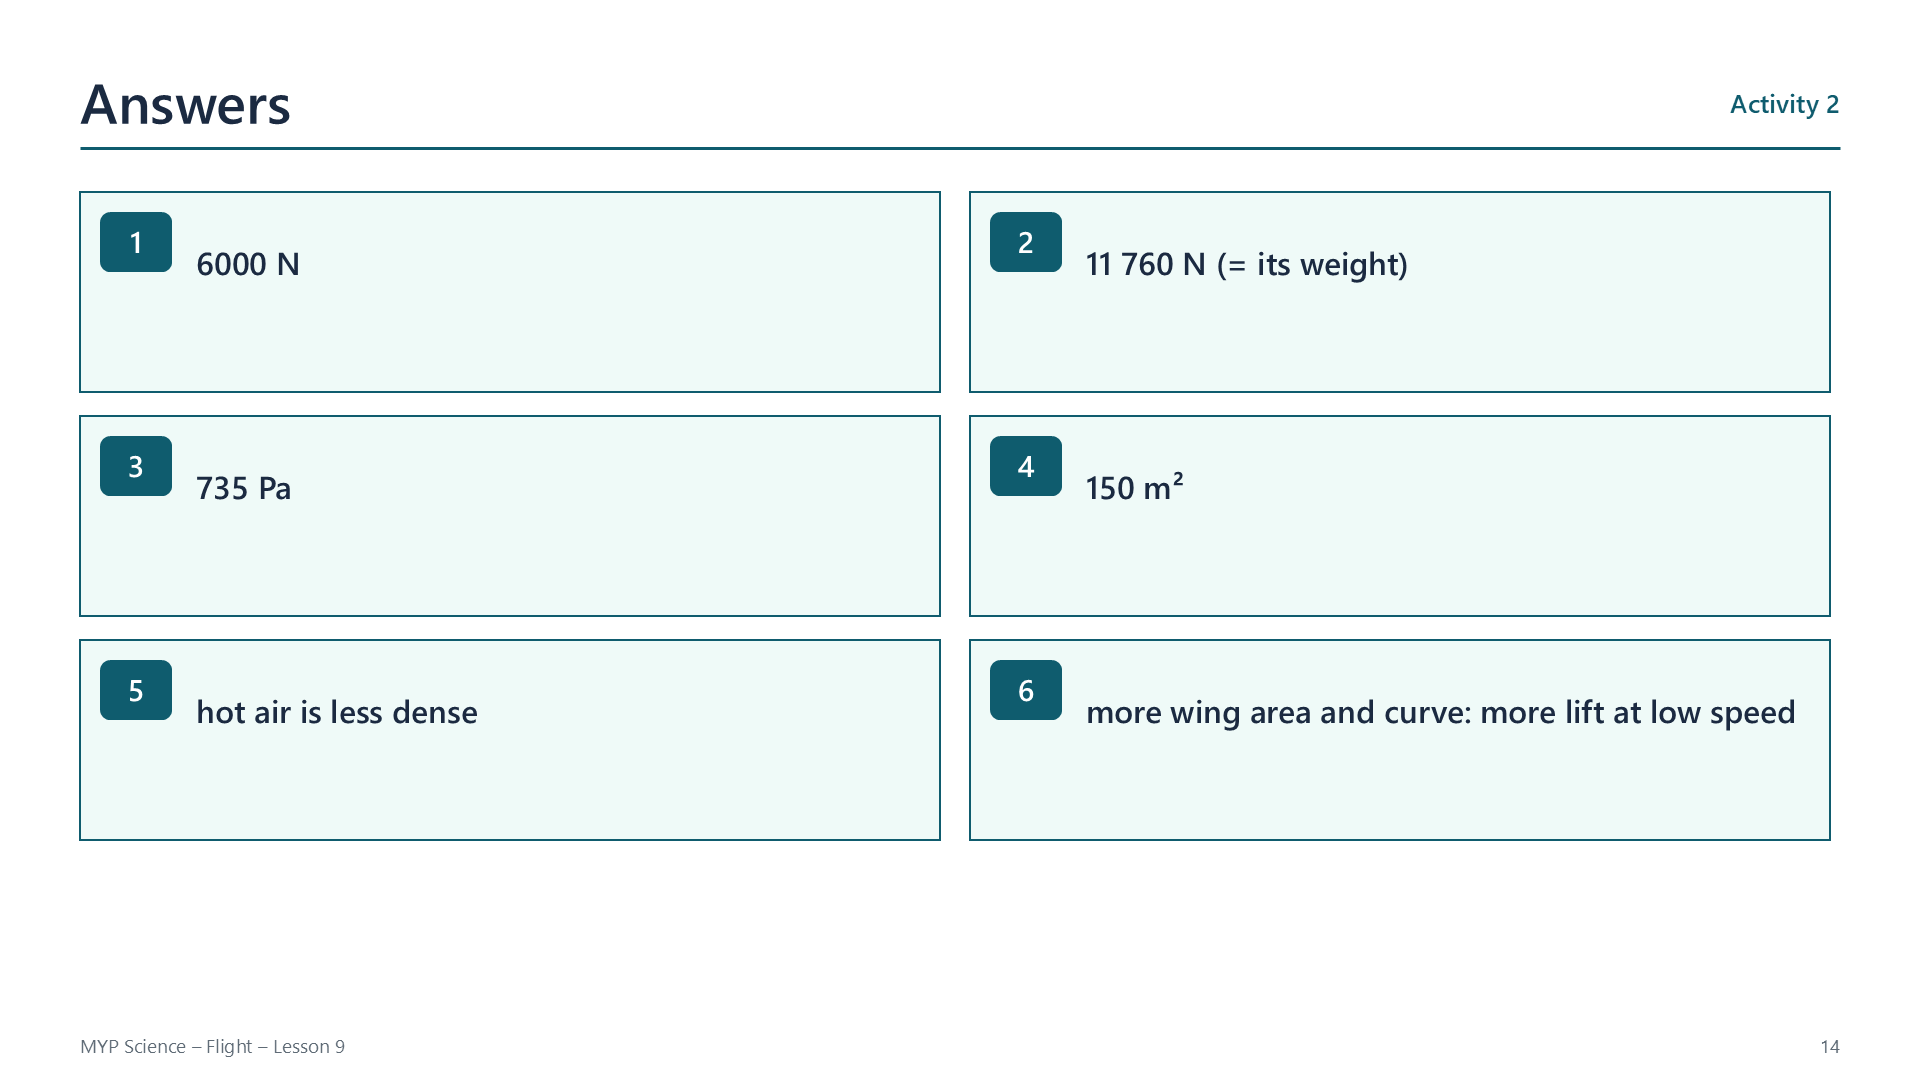 Answers
Activity 2
1
6000 N
2
11 760 N (= its weight)
3
735 Pa
4
150 m²
5
hot air is less dense
6
more wing area and curve: more lift at low speed
MYP Science – Flight – Lesson 9
14